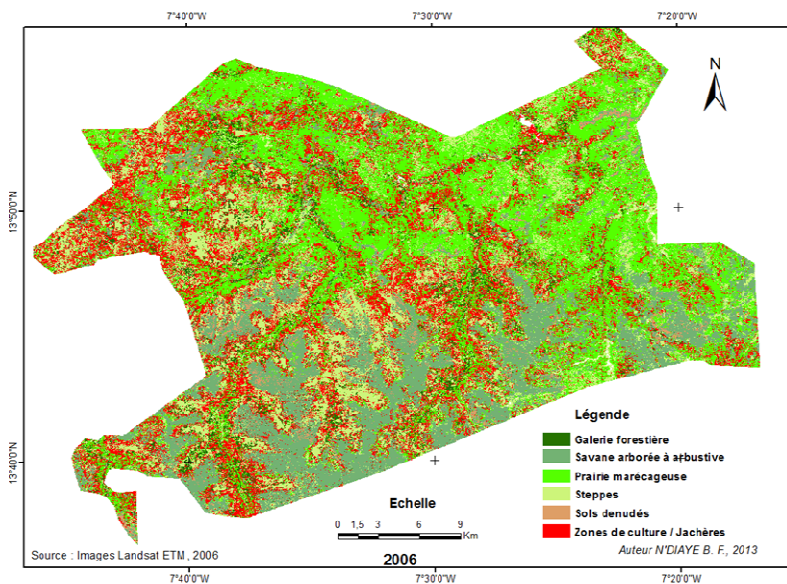 7°40'0"W 7°30'0"W 7°20'0"W
N
13°50'0"N
13°40'0"N
Légende
Galerie forestière
Savane arborée à arbustive
Prairie marécageuse
Steppes
Sols denudés
Zones de culture / Jachères
Echelle
0 1,5 3 6 9
Km
Source : Images Landsat ETM, 2006
2006
Auteur N'DIAYE B. F., 2013
7°40'0"W 7°30'0"W 7°20'0"W